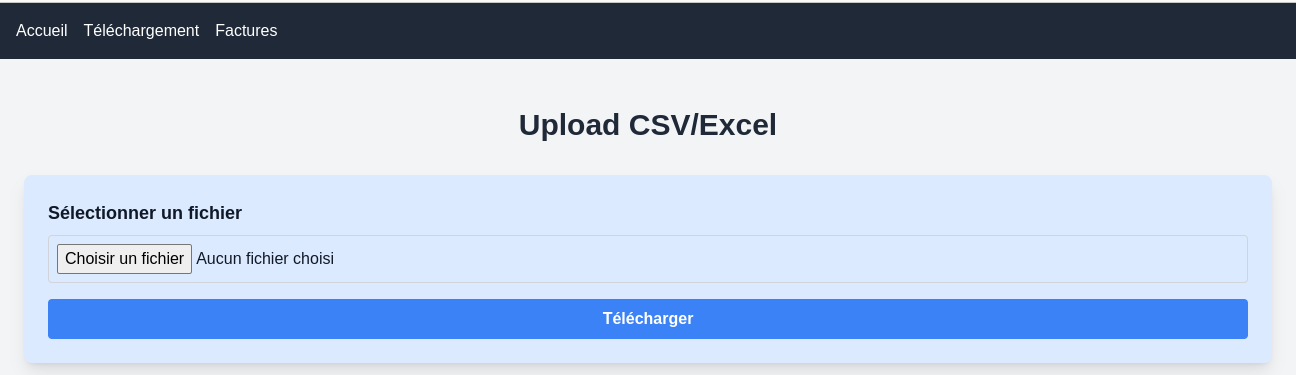 Accueil Téléchargement Factures
Upload CSV/Excel
Sélectionner un fichier
Choisir un fichier Aucun fichier choisi
Télécharger